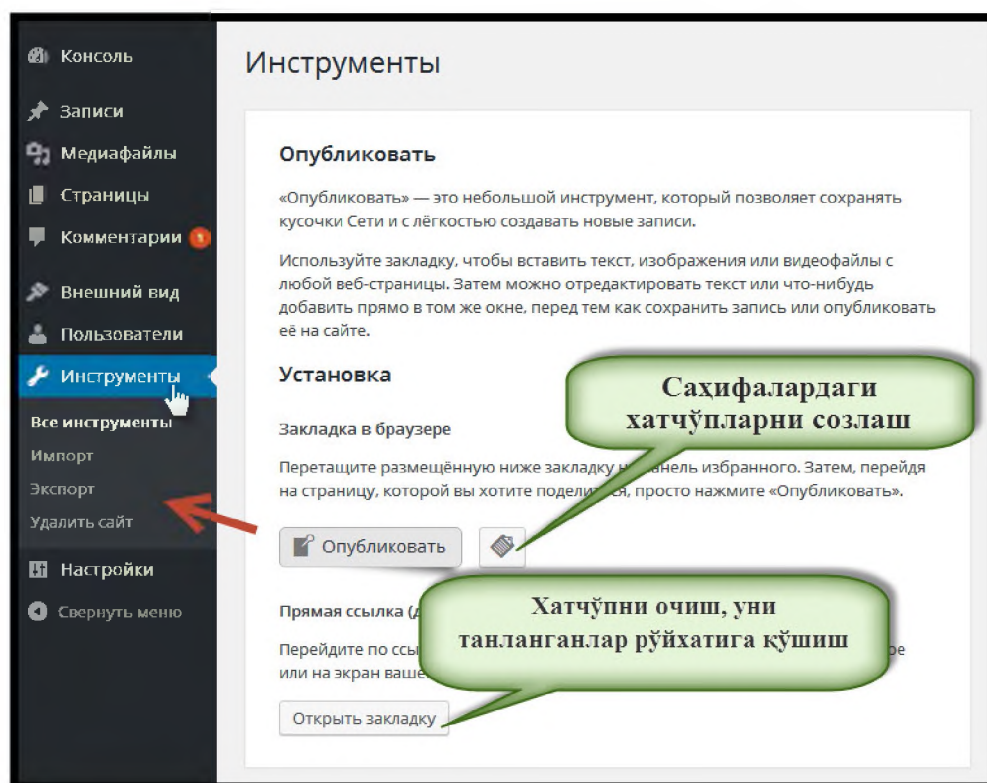 Консоль
Записи
Медиафайлы
Страницы
Комментарии 1
Внешний вид
Пользователи
Инструменты
Все инструменты
Импорт
Экспорт
Удалить сайт
Настройки
Свернуть меню
Инструменты
Опубликовать
«Опубликовать» — это небольшой инструмент, который позволяет сохранять
кусочки Сети и с лёгкостью создавать новые записи.
Используйте закладку, чтобы вставить текст, изображения или видеофайлы с
любой веб-страницы. Затем можно отредактировать текст или что-нибудь
добавить прямо в том же окне, перед тем как сохранить запись или опубликовать
её на сайте.
Установка
Саҳифалардаги
хатчўпларни созлаш
Закладка в браузере
Перетащите размещённую ниже закладку избранного. Затем, перейдя
на страницу, которой вы хотите просто нажмите «Опубликовать».
Опубликовать
Хатчўпни очиш, уни
танланганлар рўйхатига қўшиш
Прямая ссылка
Перейдите по
или на экран
Открыть закладку